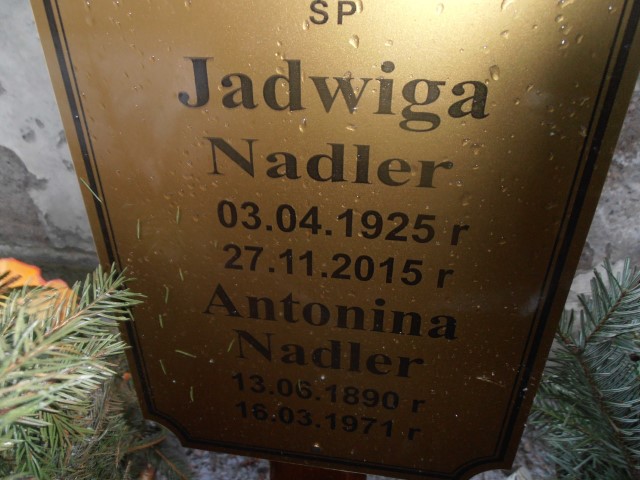 SP
Jadwiga
Nadler
03.04.1925 r
27.11.2015 r
Antonina
Nadler
13.06.1890 r
16.03.1971 r